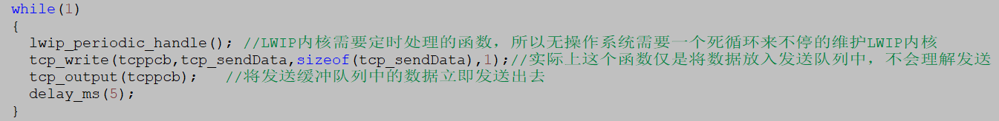 while(1)
{
lwip_periodic_handle(); //LWIP内核需要定时处理的函数，所以无操作系统需要一个死循环来不停的维护LWIP内核
tcp_write(tcppcb,tcp_sendData,sizeof(tcp_sendData),1);//实际上这个函数仅是将数据放入发送队列中，不会理解发送
tcp_output(tcppcb); //将发送缓冲队列中的数据立即发送出去
delay_ms(5);
}